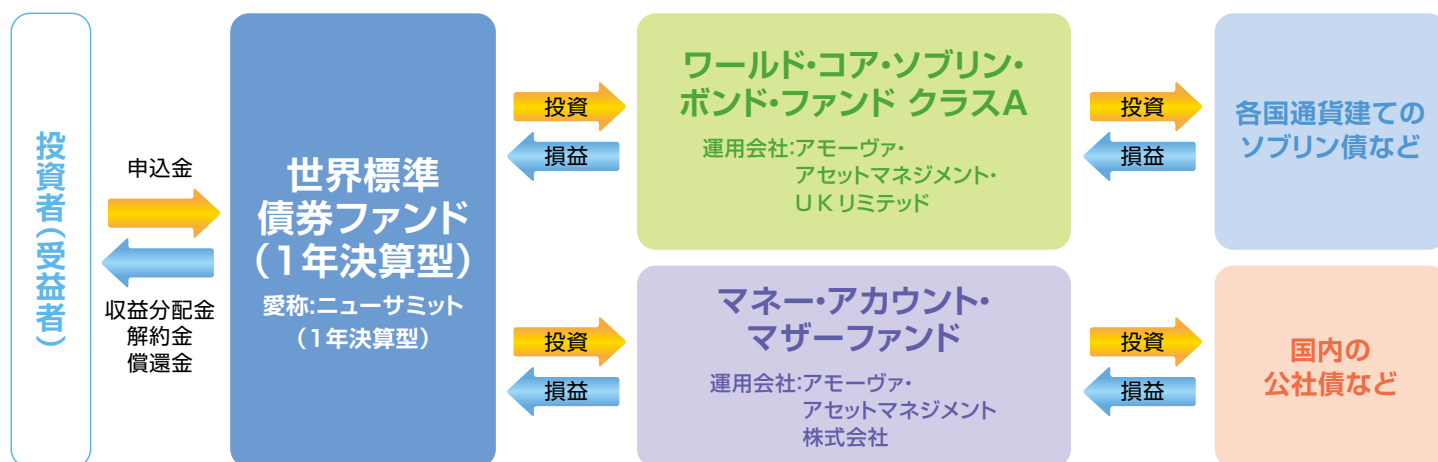 投資者(受益者)
申込金
収益分配金
解約金
償還金
世界標準
債券ファンド
(1年決算型)
愛称:ニューサミット
(1年決算型)
投資
損益
投資
損益
ワールド・コア・ソブリン・
ボンド・ファンド クラスA
運用会社:アモーヴァ・
アセットマネジメント・
UKリミテッド
マネー・アカウント・
マザーファンド
運用会社:アモーヴァ・
アセットマネジメント
株式会社
投資
損益
投資
損益
各国通貨建ての
ソブリン債など
国内の
公社債など